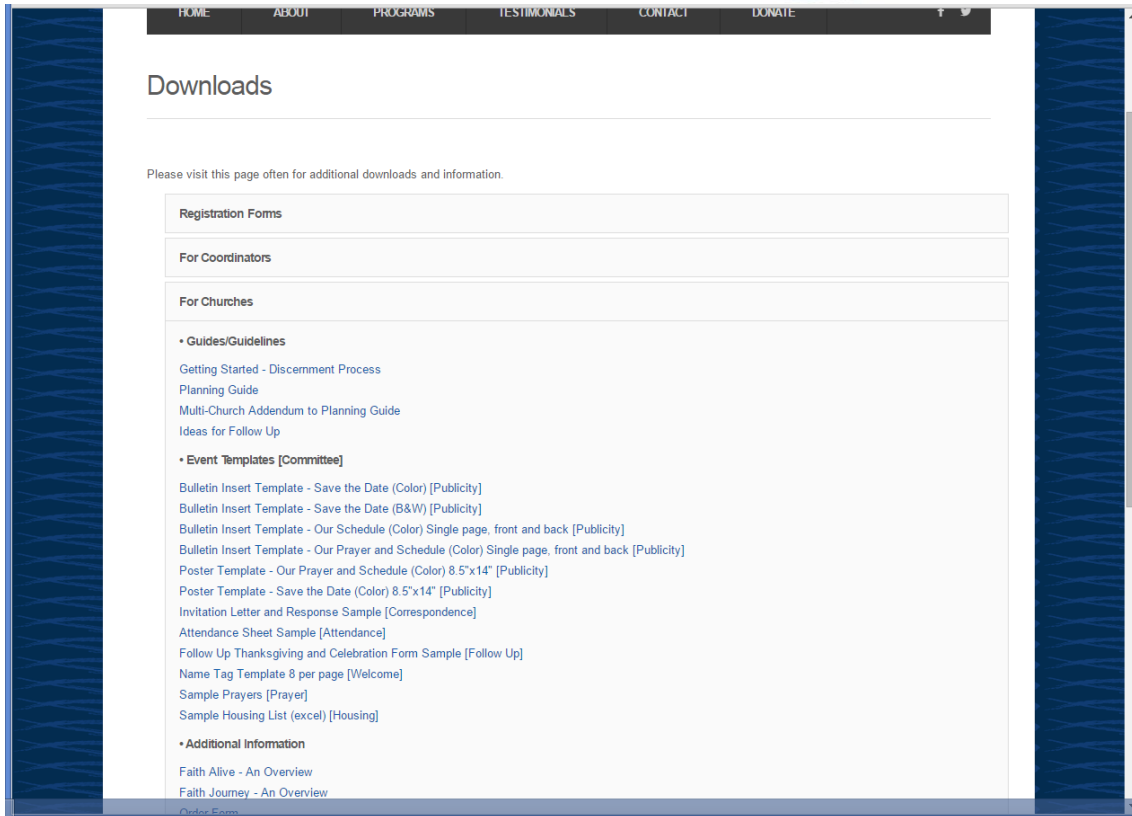 HOME ABOUT PROGRAMS TESTIMONIALS CONTACT DONATE
Downloads
Please visit this page often for additional downloads and information.
Registration Forms
For Coordinators
For Churches
• Guides/Guidelines
Getting Started - Discernment Process
Planning Guide
Multi-Church Addendum to Planning Guide
Ideas for Follow Up
• Event Templates [Committee]
Bulletin Insert Template - Save the Date (Color) [Publicity]
Bulletin Insert Template - Save the Date (B&W) [Publicity]
Bulletin Insert Template - Our Schedule (Color) Single page, front and back [Publicity]
Bulletin Insert Template - Our Prayer and Schedule (Color) Single page, front and back [Publicity]
Poster Template - Our Prayer and Schedule (Color) 8.5"x14" [Publicity]
Poster Template - Save the Date (Color) 8.5"x14" [Publicity]
Invitation Letter and Response Sample [Correspondence]
Attendance Sheet Sample [Attendance]
Follow Up Thanksgiving and Celebration Form Sample [Follow Up]
Name Tag Template 8 per page [Welcome]
Sample Prayers [Prayer]
Sample Housing List (excel) [Housing]
• Additional Information
Faith Alive - An Overview
Faith Journey - An Overview
Order Form